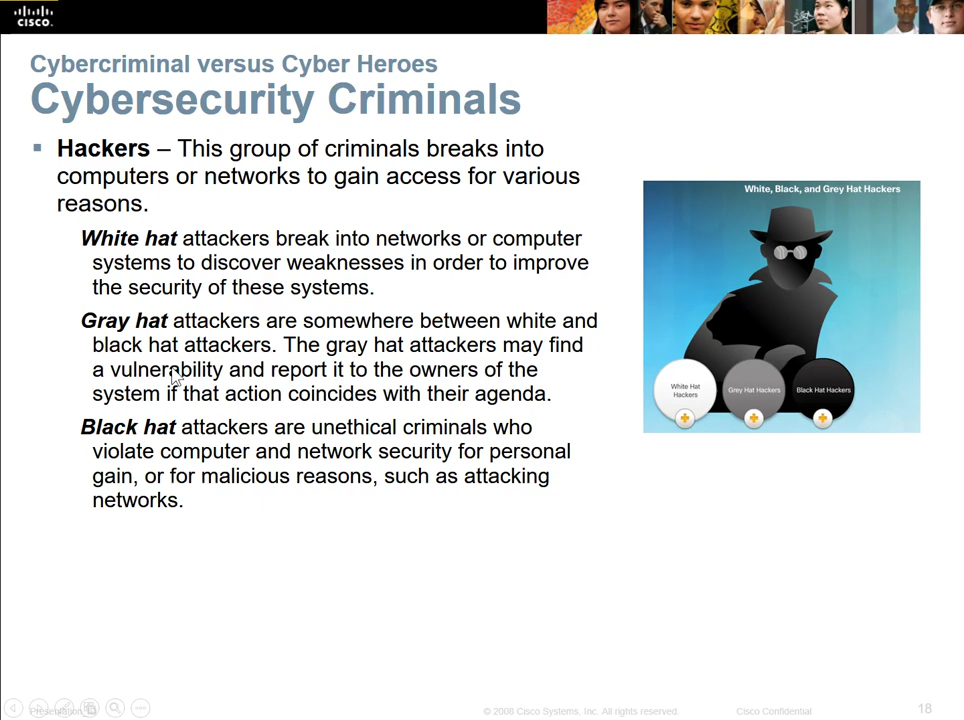 CISCO
Cybercriminal versus Cyber Heroes
Cybersecurity Criminals
▪ Hackers – This group of criminals breaks into
computers or networks to gain access for various
reasons.
White hat attackers break into networks or computer
systems to discover weaknesses in order to improve
the security of these systems.
Gray hat attackers are somewhere between white and
black hat attackers. The gray hat attackers may find
a vulnerability and report it to the owners of the
system if that action coincides with their agenda.
Black hat attackers are unethical criminals who
violate computer and network security for personal
gain, or for malicious reasons, such as attacking
networks.
White, Black, and Grey Hat Hackers
White Hat
Hackers
Grey Hat Hackers
Black Hat Hackers
© 2008 Cisco Systems, Inc. All rights reserved.
Cisco Confidential
18